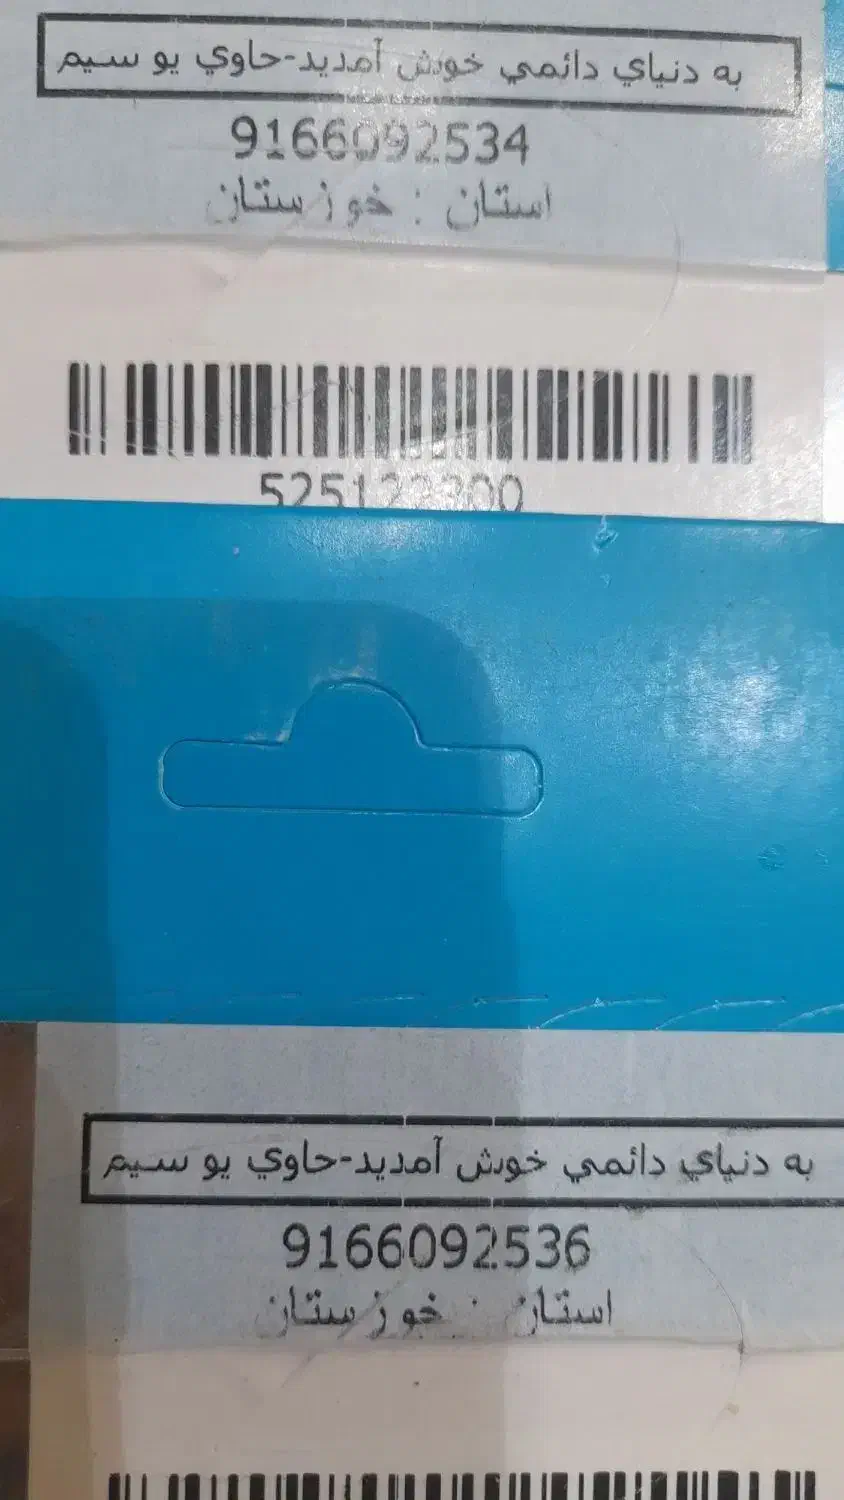 به دنياي دائمي خوش آمديد-حاوي يو سيم
9166092534
استان : خوزستان
به دنياي دائمي خوش آمديد-حاوي يو سيم
9166092536
استان : خوزستان